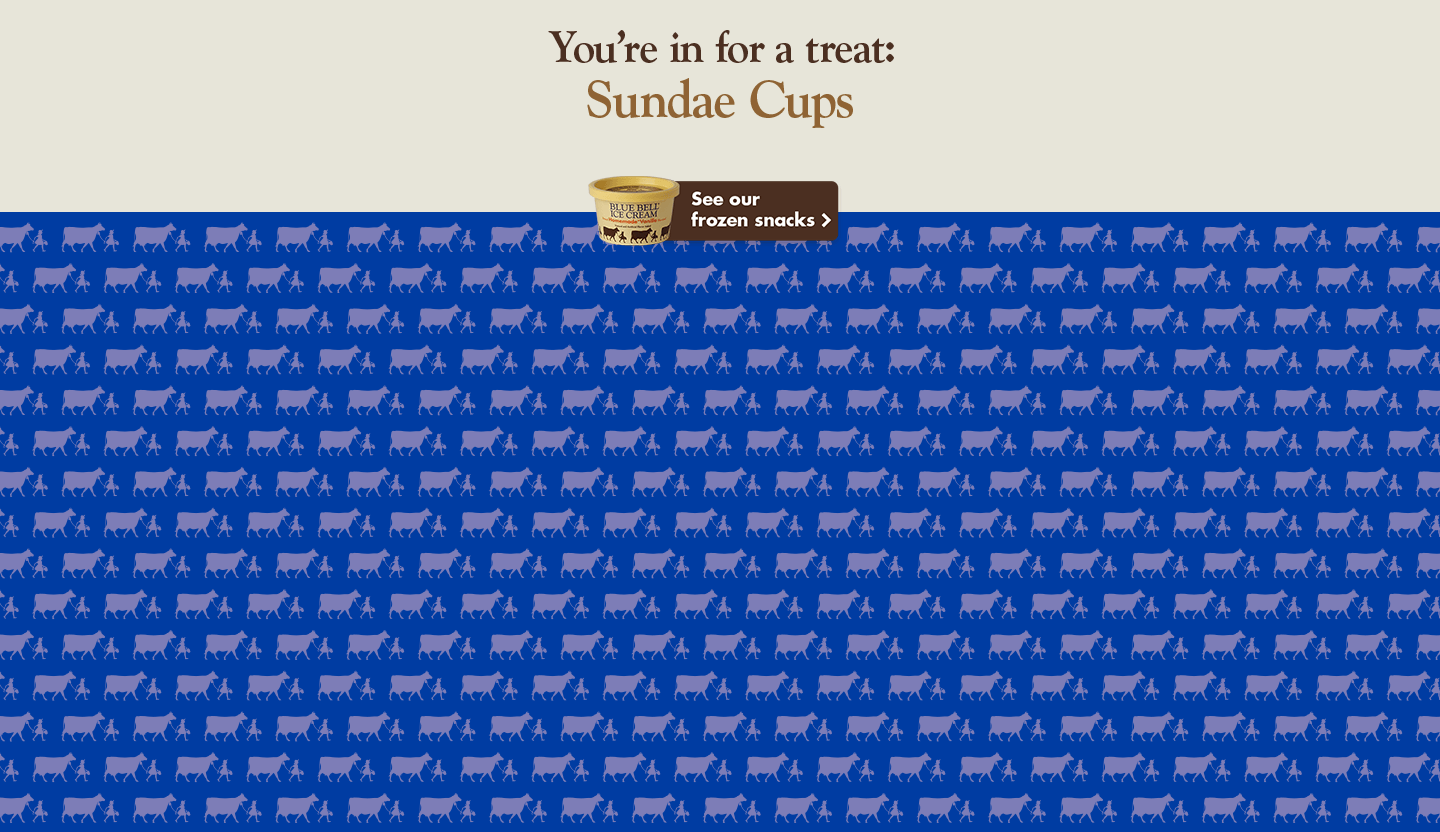 You're in for a treat:
Sundae Cups
See our
frozen snacks
BLUE BELL
ICE CREAM
Homemade Vanilla